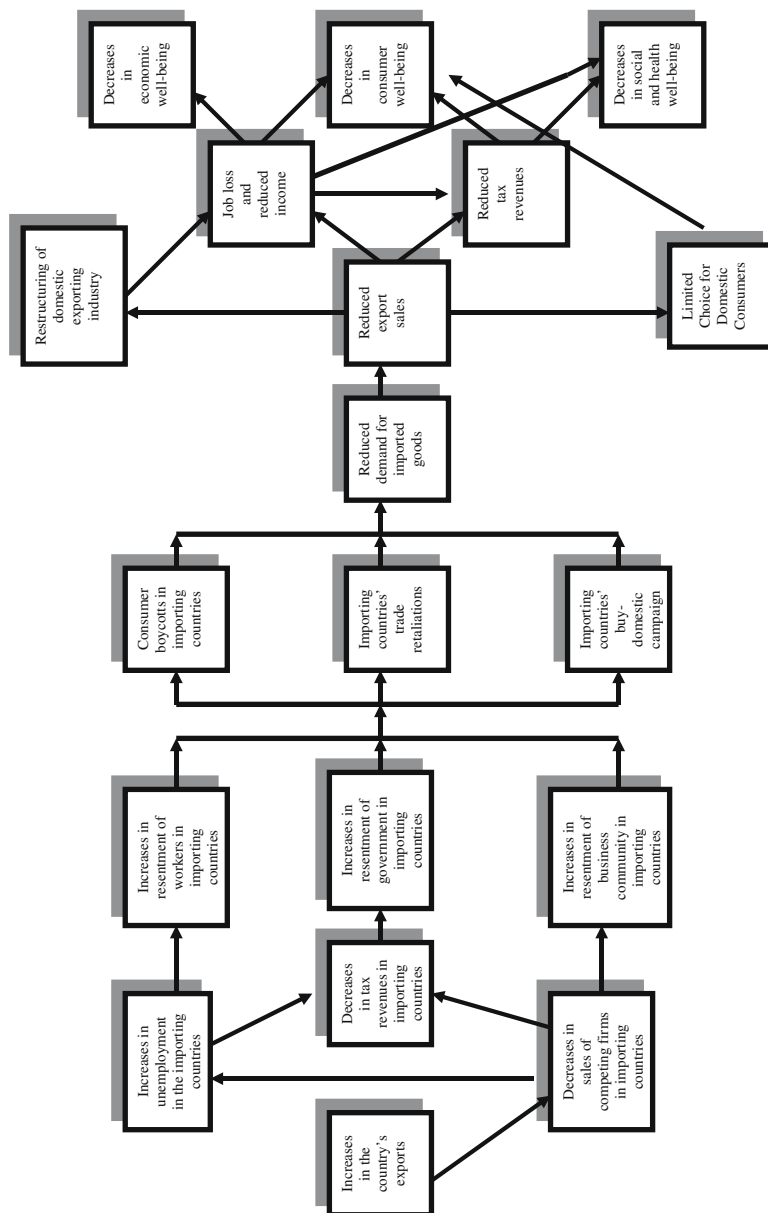 Increases
in the
country's
exports
Increases in
unemployment
in the importing
countries
Decreases
in tax
revenues in
importing
countries
Decreases in
sales of
competing firms
in importing
countries
Increases in
resentment of
workers in
importing
countries
Increases in
resentment of
government in
importing
countries
Increases in
resentment of
business
community in
importing
countries
Consumer
boycotts in
importing
countries
Importing
countries'
trade
retaliations
Importing
countries'
buy-
domestic
campaign
Reduced
demand for
imported
goods
Restructuring of
domestic
exporting
industry
Reduced
export
sales
Limited
Choice for
Domestic
Consumers
Job loss
and
reduced
income
Reduced
tax
revenues
Decreases
in
economic
well-being
Decreases
in
consumer
well-being
Decreases
in social
and health
well-being